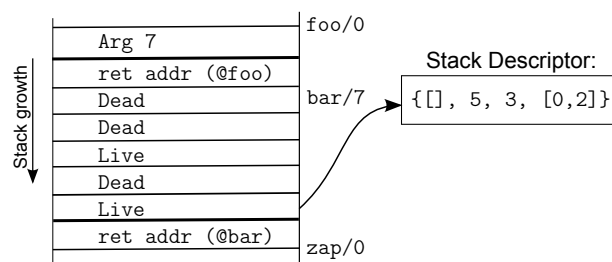 foo/0
Arg 7
ret addr (@foo)
Dead
bar/7
Dead
Live
Dead
Live
ret addr (@bar)
zap/0
Stack growth
Stack Descriptor:
{[], 5, 3, [0,2]}